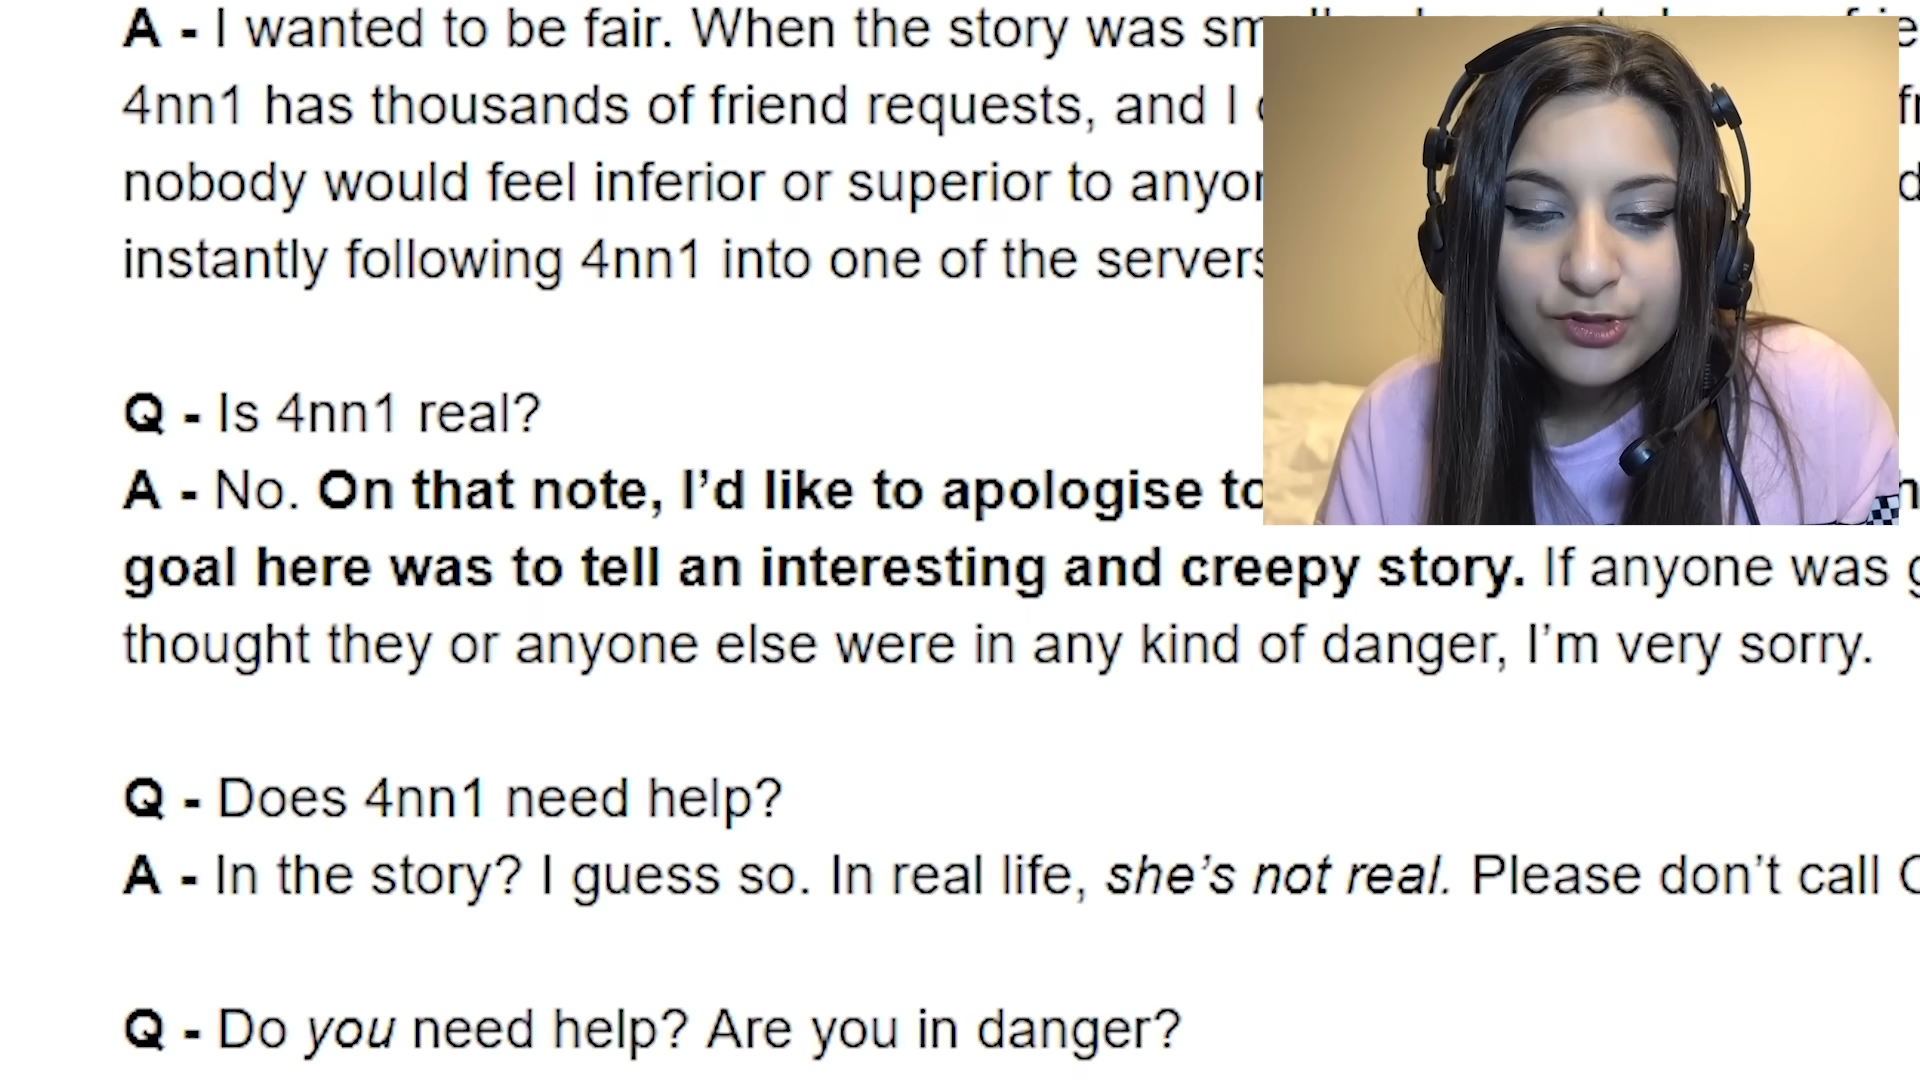 A - I wanted to be fair. When the story was
4nn1 has thousands of friend requests, and I
nobody would feel inferior or superior to
instantly following 4nn1 into one of the servers
Q - Is 4nn1 real?
A - No. On that note, I’d like to apologise to
goal here was to tell an interesting and creepy story. If anyone was
thought they or anyone else were in any kind of danger, I’m very sorry.
Q - Does 4nn1 need help?
A - In the story? I guess so. In real life, she’s not real. Please don’t call
Q - Do you need help? Are you in danger?